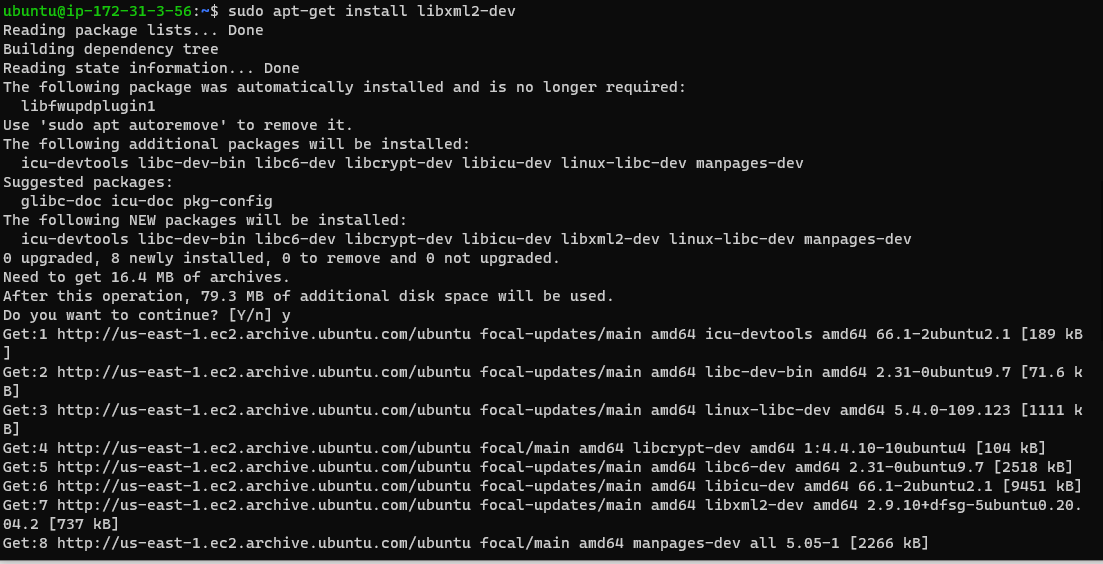 ubuntu@ip-172-31-3-56:~$ sudo apt-get install libxml2-dev
Reading package lists... Done
Building dependency tree
Reading state information... Done
The following package was automatically installed and is no longer required:
  libfwupdplugin1
Use 'sudo apt autoremove' to remove it.
The following additional packages will be installed:
  icu-devtools libc-dev-bin libc6-dev libcrypt-dev libicu-dev linux-libc-dev manpages-dev
Suggested packages:
  glibc-doc icu-doc pkg-config
The following NEW packages will be installed:
  icu-devtools libc-dev-bin libc6-dev libcrypt-dev libicu-dev libxml2-dev linux-libc-dev manpages-dev
0 upgraded, 8 newly installed, 0 to remove and 0 not upgraded.
Need to get 16.4 MB of archives.
After this operation, 79.3 MB of additional disk space will be used.
Do you want to continue? [Y/n] y
Get:1 http://us-east-1.ec2.archive.ubuntu.com/ubuntu focal-updates/main amd64 icu-devtools amd64 66.1-2ubuntu2.1 [189 kB
]
Get:2 http://us-east-1.ec2.archive.ubuntu.com/ubuntu focal-updates/main amd64 libc-dev-bin amd64 2.31-0ubuntu9.7 [71.6 k
B]
Get:3 http://us-east-1.ec2.archive.ubuntu.com/ubuntu focal-updates/main amd64 linux-libc-dev amd64 5.4.0-109.123 [1111 k
B]
Get:4 http://us-east-1.ec2.archive.ubuntu.com/ubuntu focal/main amd64 libcrypt-dev amd64 1:4.4.10-10ubuntu4 [104 kB]
Get:5 http://us-east-1.ec2.archive.ubuntu.com/ubuntu focal-updates/main amd64 libc6-dev amd64 2.31-0ubuntu9.7 [2518 kB]
Get:6 http://us-east-1.ec2.archive.ubuntu.com/ubuntu focal-updates/main amd64 libicu-dev amd64 66.1-2ubuntu2.1 [9451 kB]
Get:7 http://us-east-1.ec2.archive.ubuntu.com/ubuntu focal-updates/main amd64 libxml2-dev amd64 2.9.10+dfsg-5ubuntu0.20.
04.2 [737 kB]
Get:8 http://us-east-1.ec2.archive.ubuntu.com/ubuntu focal/main amd64 manpages-dev all 5.05-1 [2266 kB]